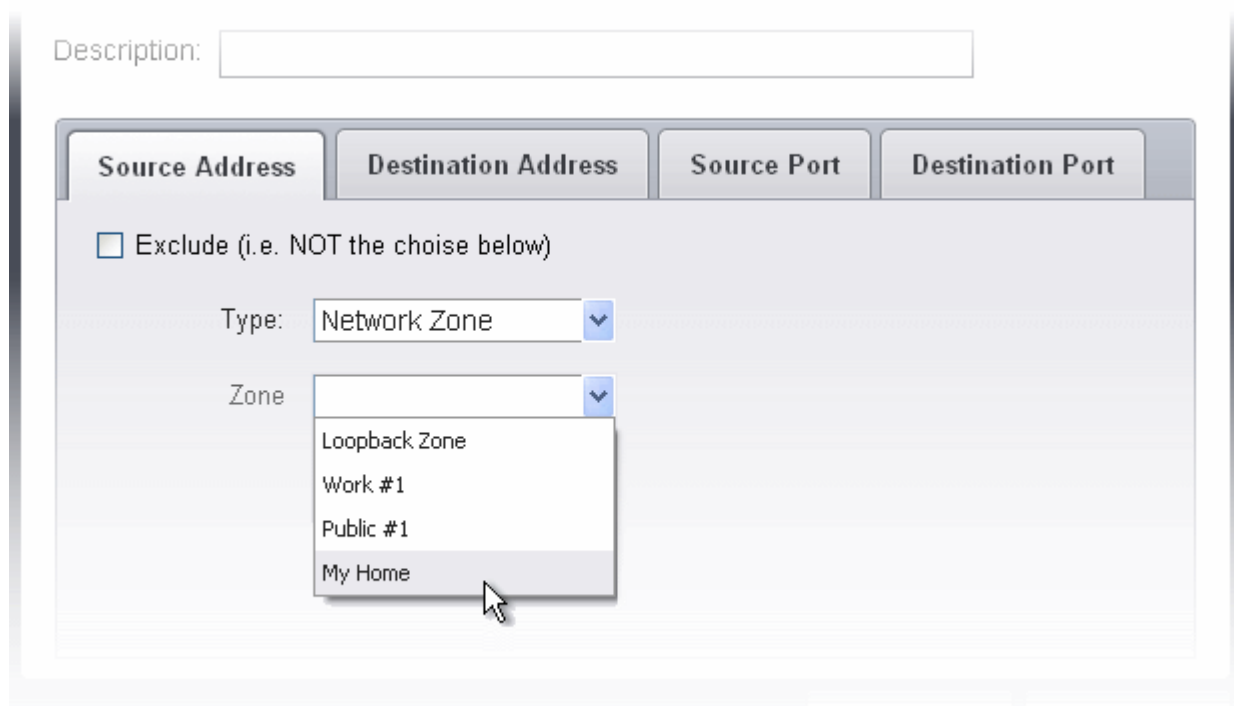 Description:
Source Address Destination Address Source Port Destination Port
Exclude (i.e. NOT the choise below)
Type: Network Zone
Zone
Loopback Zone
Work #1
Public #1
My Home